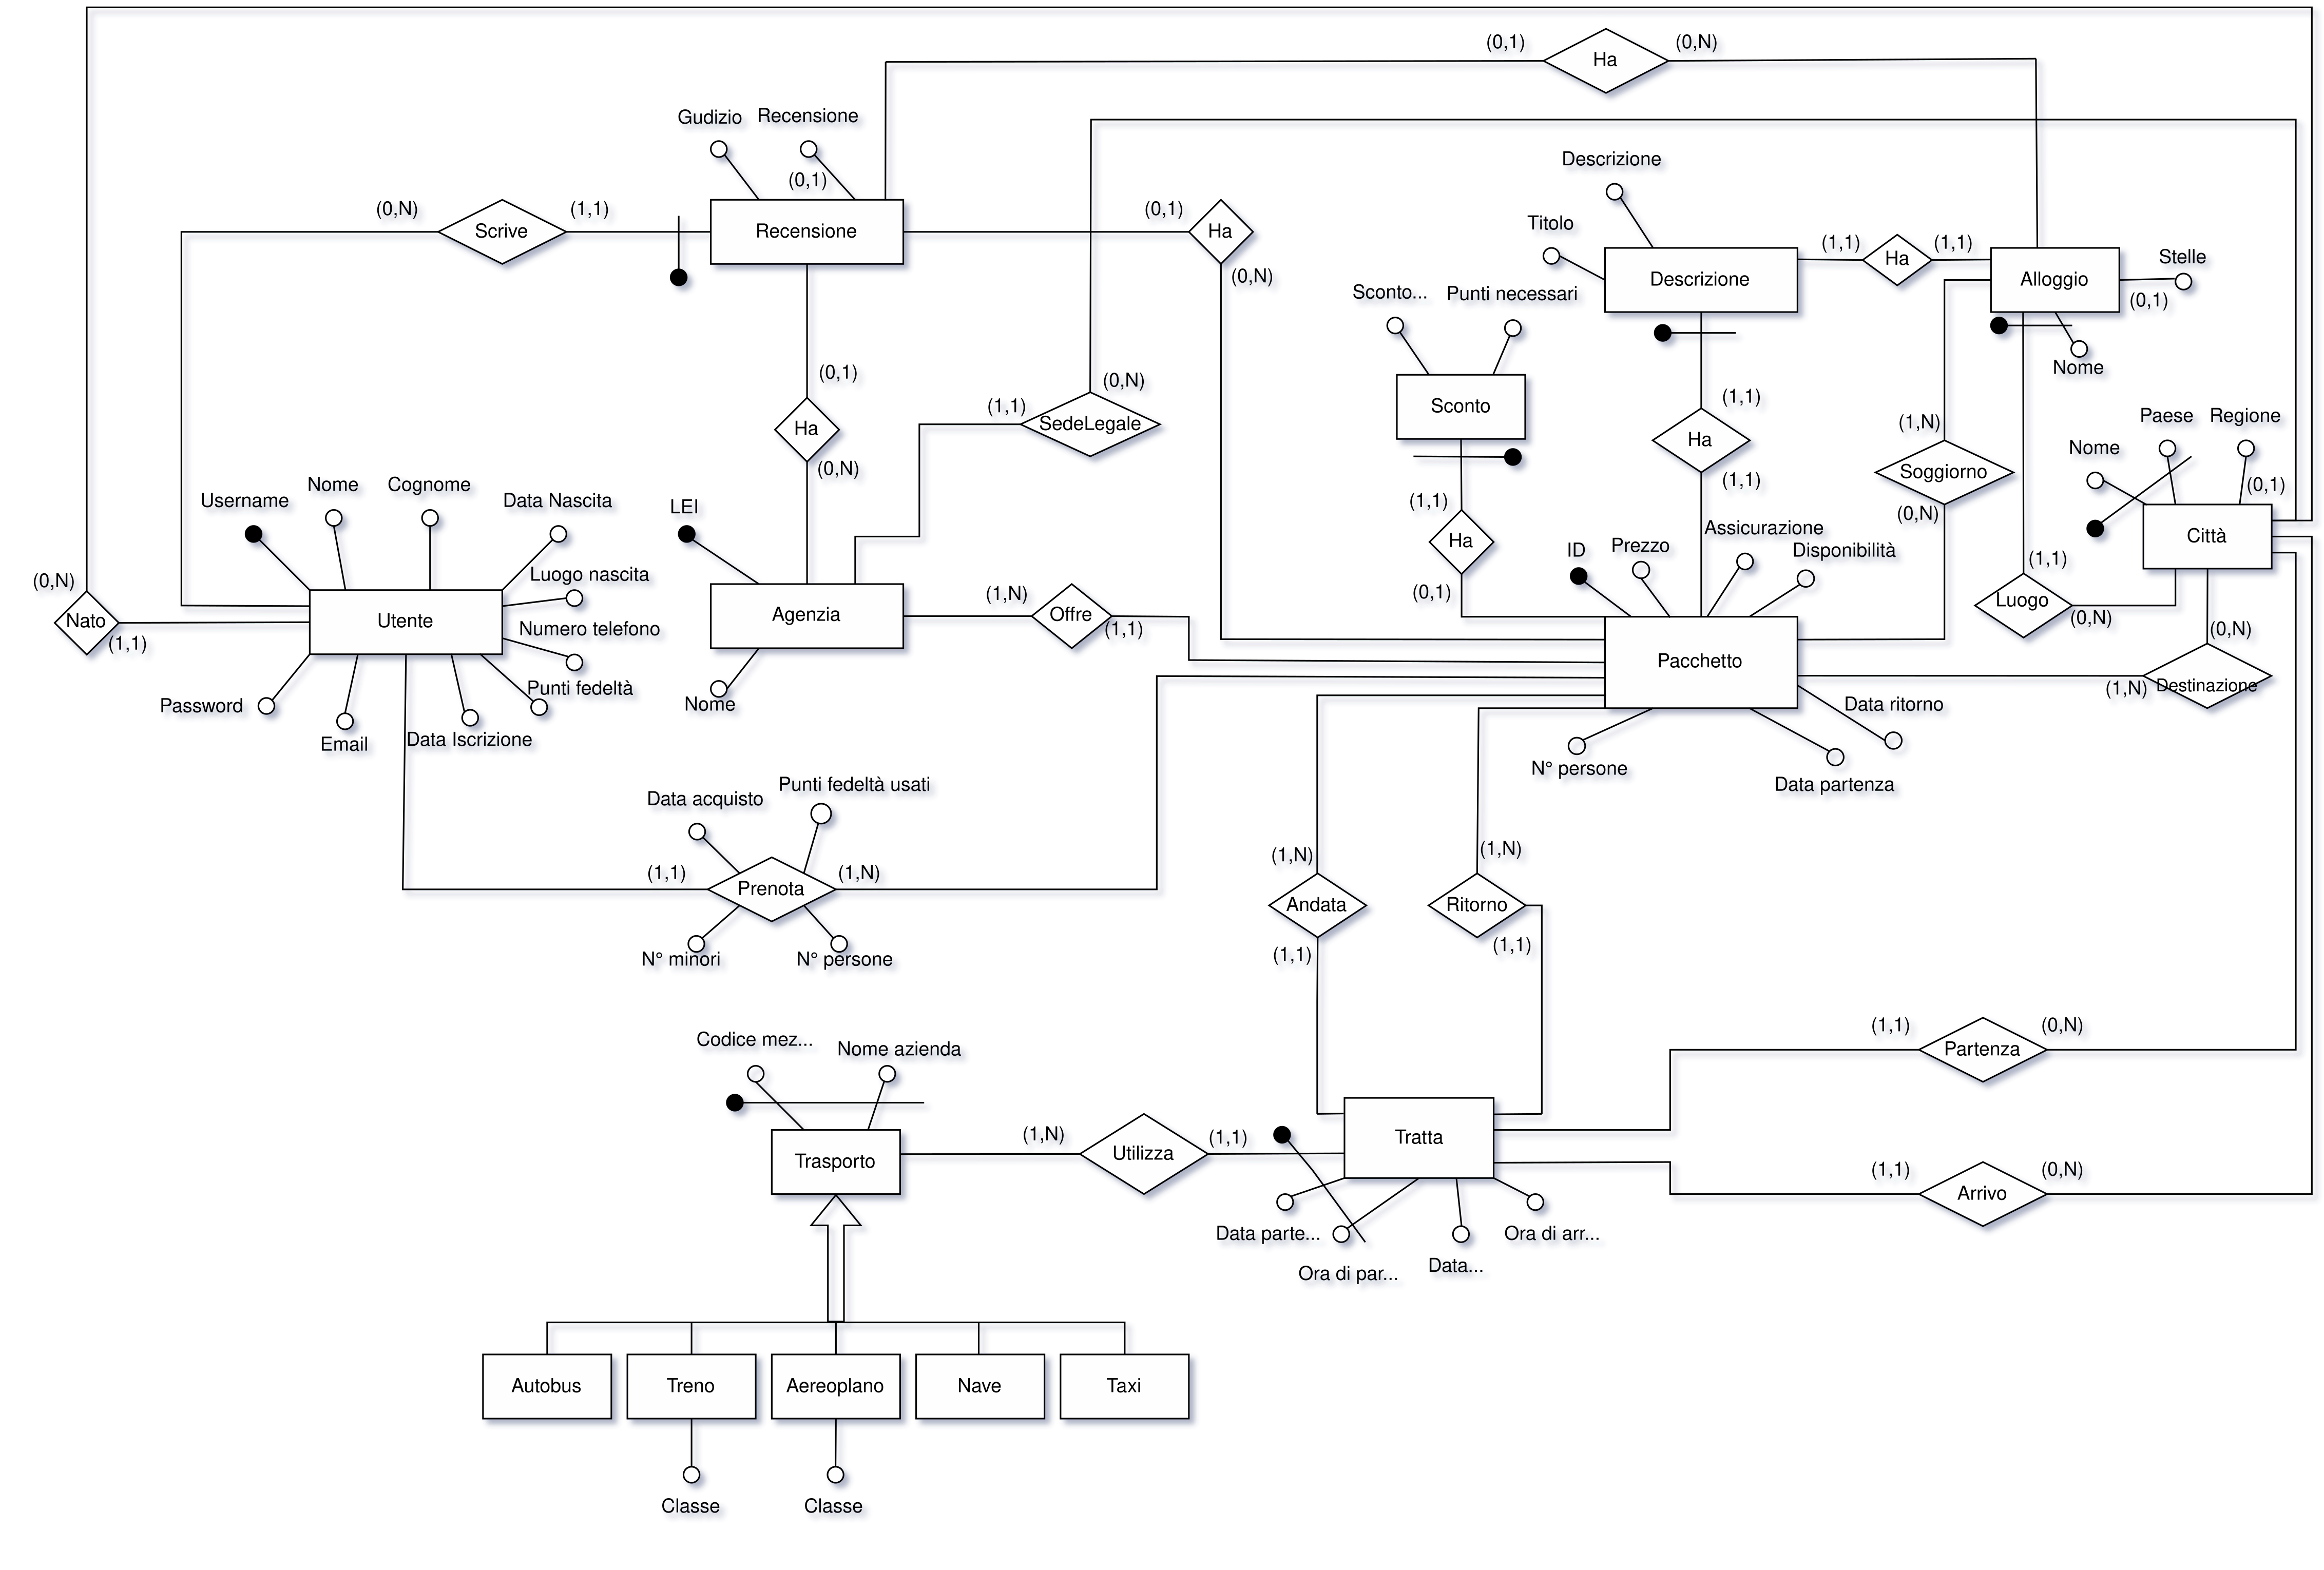 (0,1)
Ha
(0,N)
Gudizio
Recensione
(0,1)
Descrizione
Titolo
(0,N)
Scrive
(1,1)
Recensione
(0,1)
Ha
(0,N)
(1,1)
Ha
(1,1)
Stelle
Descrizione
Alloggio
(0,1)
Sconto...
Punti necessari
Nome
(0,1)
(0,N)
(1,1)
SedeLegale
Sconto
(1,1)
Ha
(1,1)
(1,N)
Soggiorno
(0,N)
Paese
Regione
Nome
(0,1)
Città
Ha
(0,N)
Username
Nome
Cognome
Data Nascita
LEI
(1,1)
Ha
(0,1)
Assicurazione
ID
Prezzo
Disponibilità
(0,N)
Nato
(1,1)
Luogo nascita
Utente
Numero telefono
Punti fedeltà
Password
Email
Data Iscrizione
Agenzia
Nome
(1,N)
Offre
(1,1)
(1,1)
Luogo
(0,N)
(0,N)
Pacchetto
(1,N)
Destinazione
Data ritorno
N° persone
Data partenza
Data acquisto
Punti fedeltà usati
(1,1)
Prenota
(1,N)
N° minori
N° persone
(1,N)
Andata
(1,1)
(1,N)
Ritorno
(1,1)
(1,1)
Partenza
(0,N)
Codice mez...
Nome azienda
Trasporto
(1,N)
Utilizza
(1,1)
Tratta
(1,1)
Arrivo
(0,N)
Data parte...
Ora di par...
Data...
Ora di arr...
Autobus
Treno
Aereoplano
Nave
Taxi
Classe
Classe